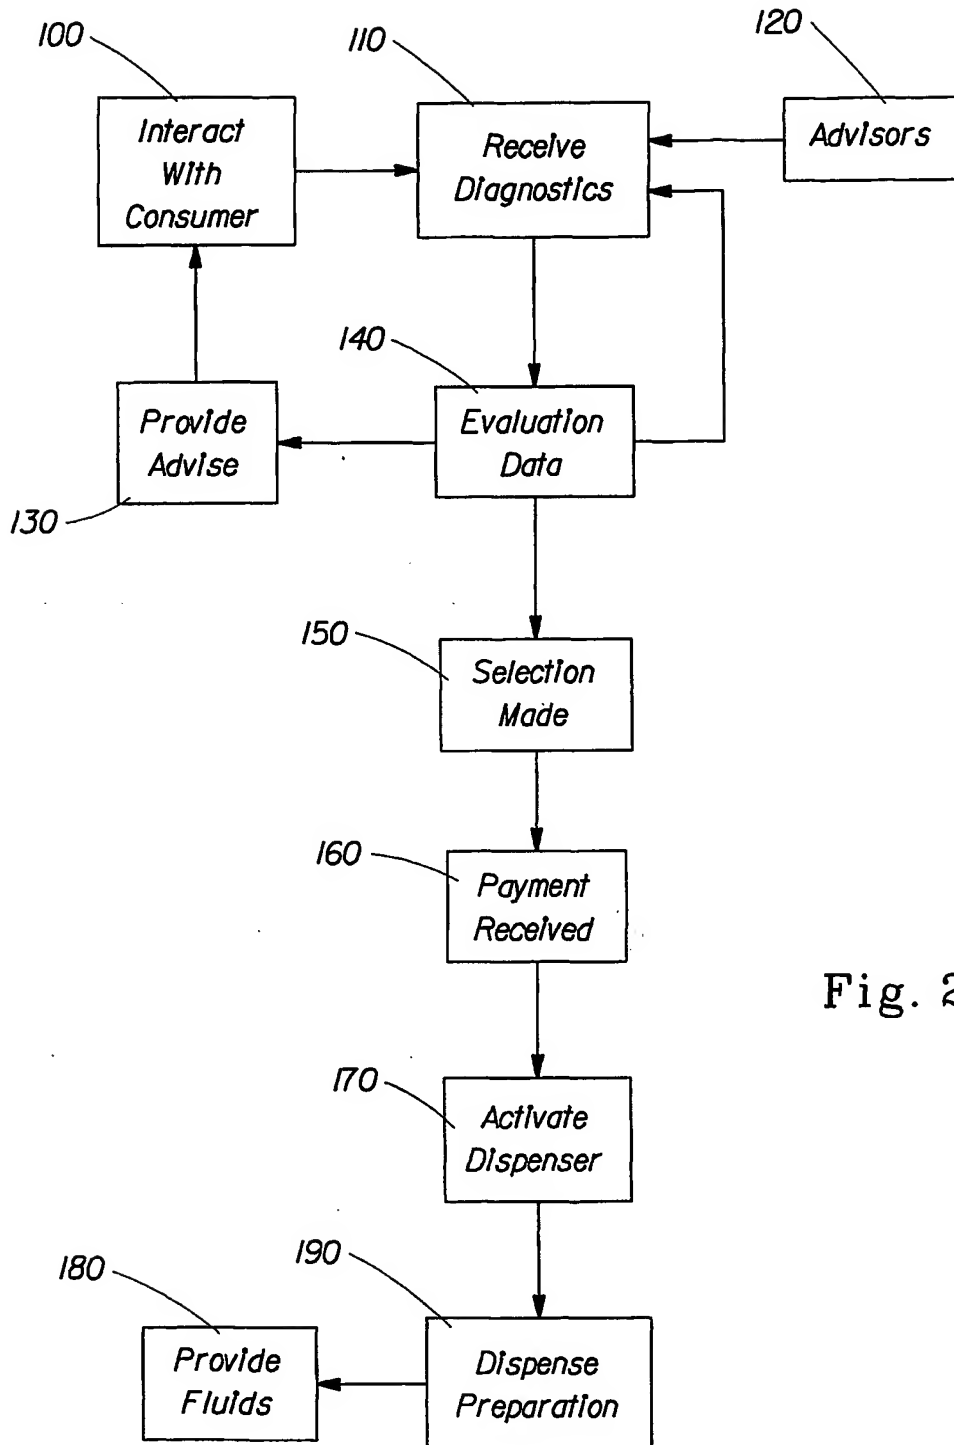 100
110
120
Interact
With
Consumer
Receive
Diagnostics
Advisors
140
Provide
Advise
Evaluation
Data
130
150
Selection
Made
160
Payment
Received
Fig. 2
170
Activate
Dispenser
190
180
Provide
Fluids
Dispense
Preparation